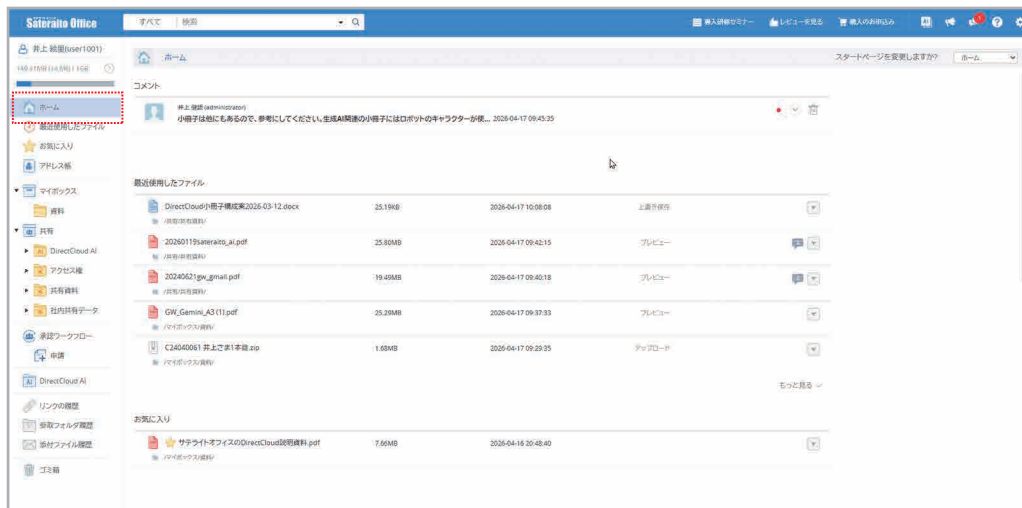 Sateraito Office
すべて
検索
導入研修セミナー
レビューを見る
購入のお申込み
AI
井上 絵里(user1001)
ホーム
スタートページを変更しますか?
ホーム
ホーム
最近使用したファイル
お気に入り
アドレス帳
マイボックス
資料
共有
DirectCloud AI
アクセス権
共有資料
社内共有データ
承認ワークフロー
申請
DirectCloud AI
リンクの履歴
受取フォルダ履歴
添付ファイル履歴
ゴミ箱
コメント
(administrator)
小冊子は他にもあるので、参考にしてください。生成AI関連の小冊子にはロボットのキャラクターが使... 2026-04-17 09:45:35
最近使用したファイル
DirectCloud小冊子構成案2026-03-12.docx 25.19KB 2026-04-17 10:08:08 上書き保存
/共有/共有資料/
20260119sateraito_ai.pdf 25.80MB 2026-04-17 09:42:15 プレビュー
/共有/共有資料/
20240621gw_gmail.pdf 19.49MB 2026-04-17 09:40:18 プレビュー
/共有/共有資料/
GW_Gemini_A3 (1).pdf 25.29MB 2026-04-17 09:37:33 プレビュー
/マイボックス/資料/
C24040061 井上さま1本目.zip 1.68MB 2026-04-17 09:29:35 アップロード
/マイボックス/資料/
もっと見る
お気に入り
サテライトオフィスのDirectCloud説明資料.pdf 7.66MB 2026-04-16 20:48:40
/マイボックス/資料/